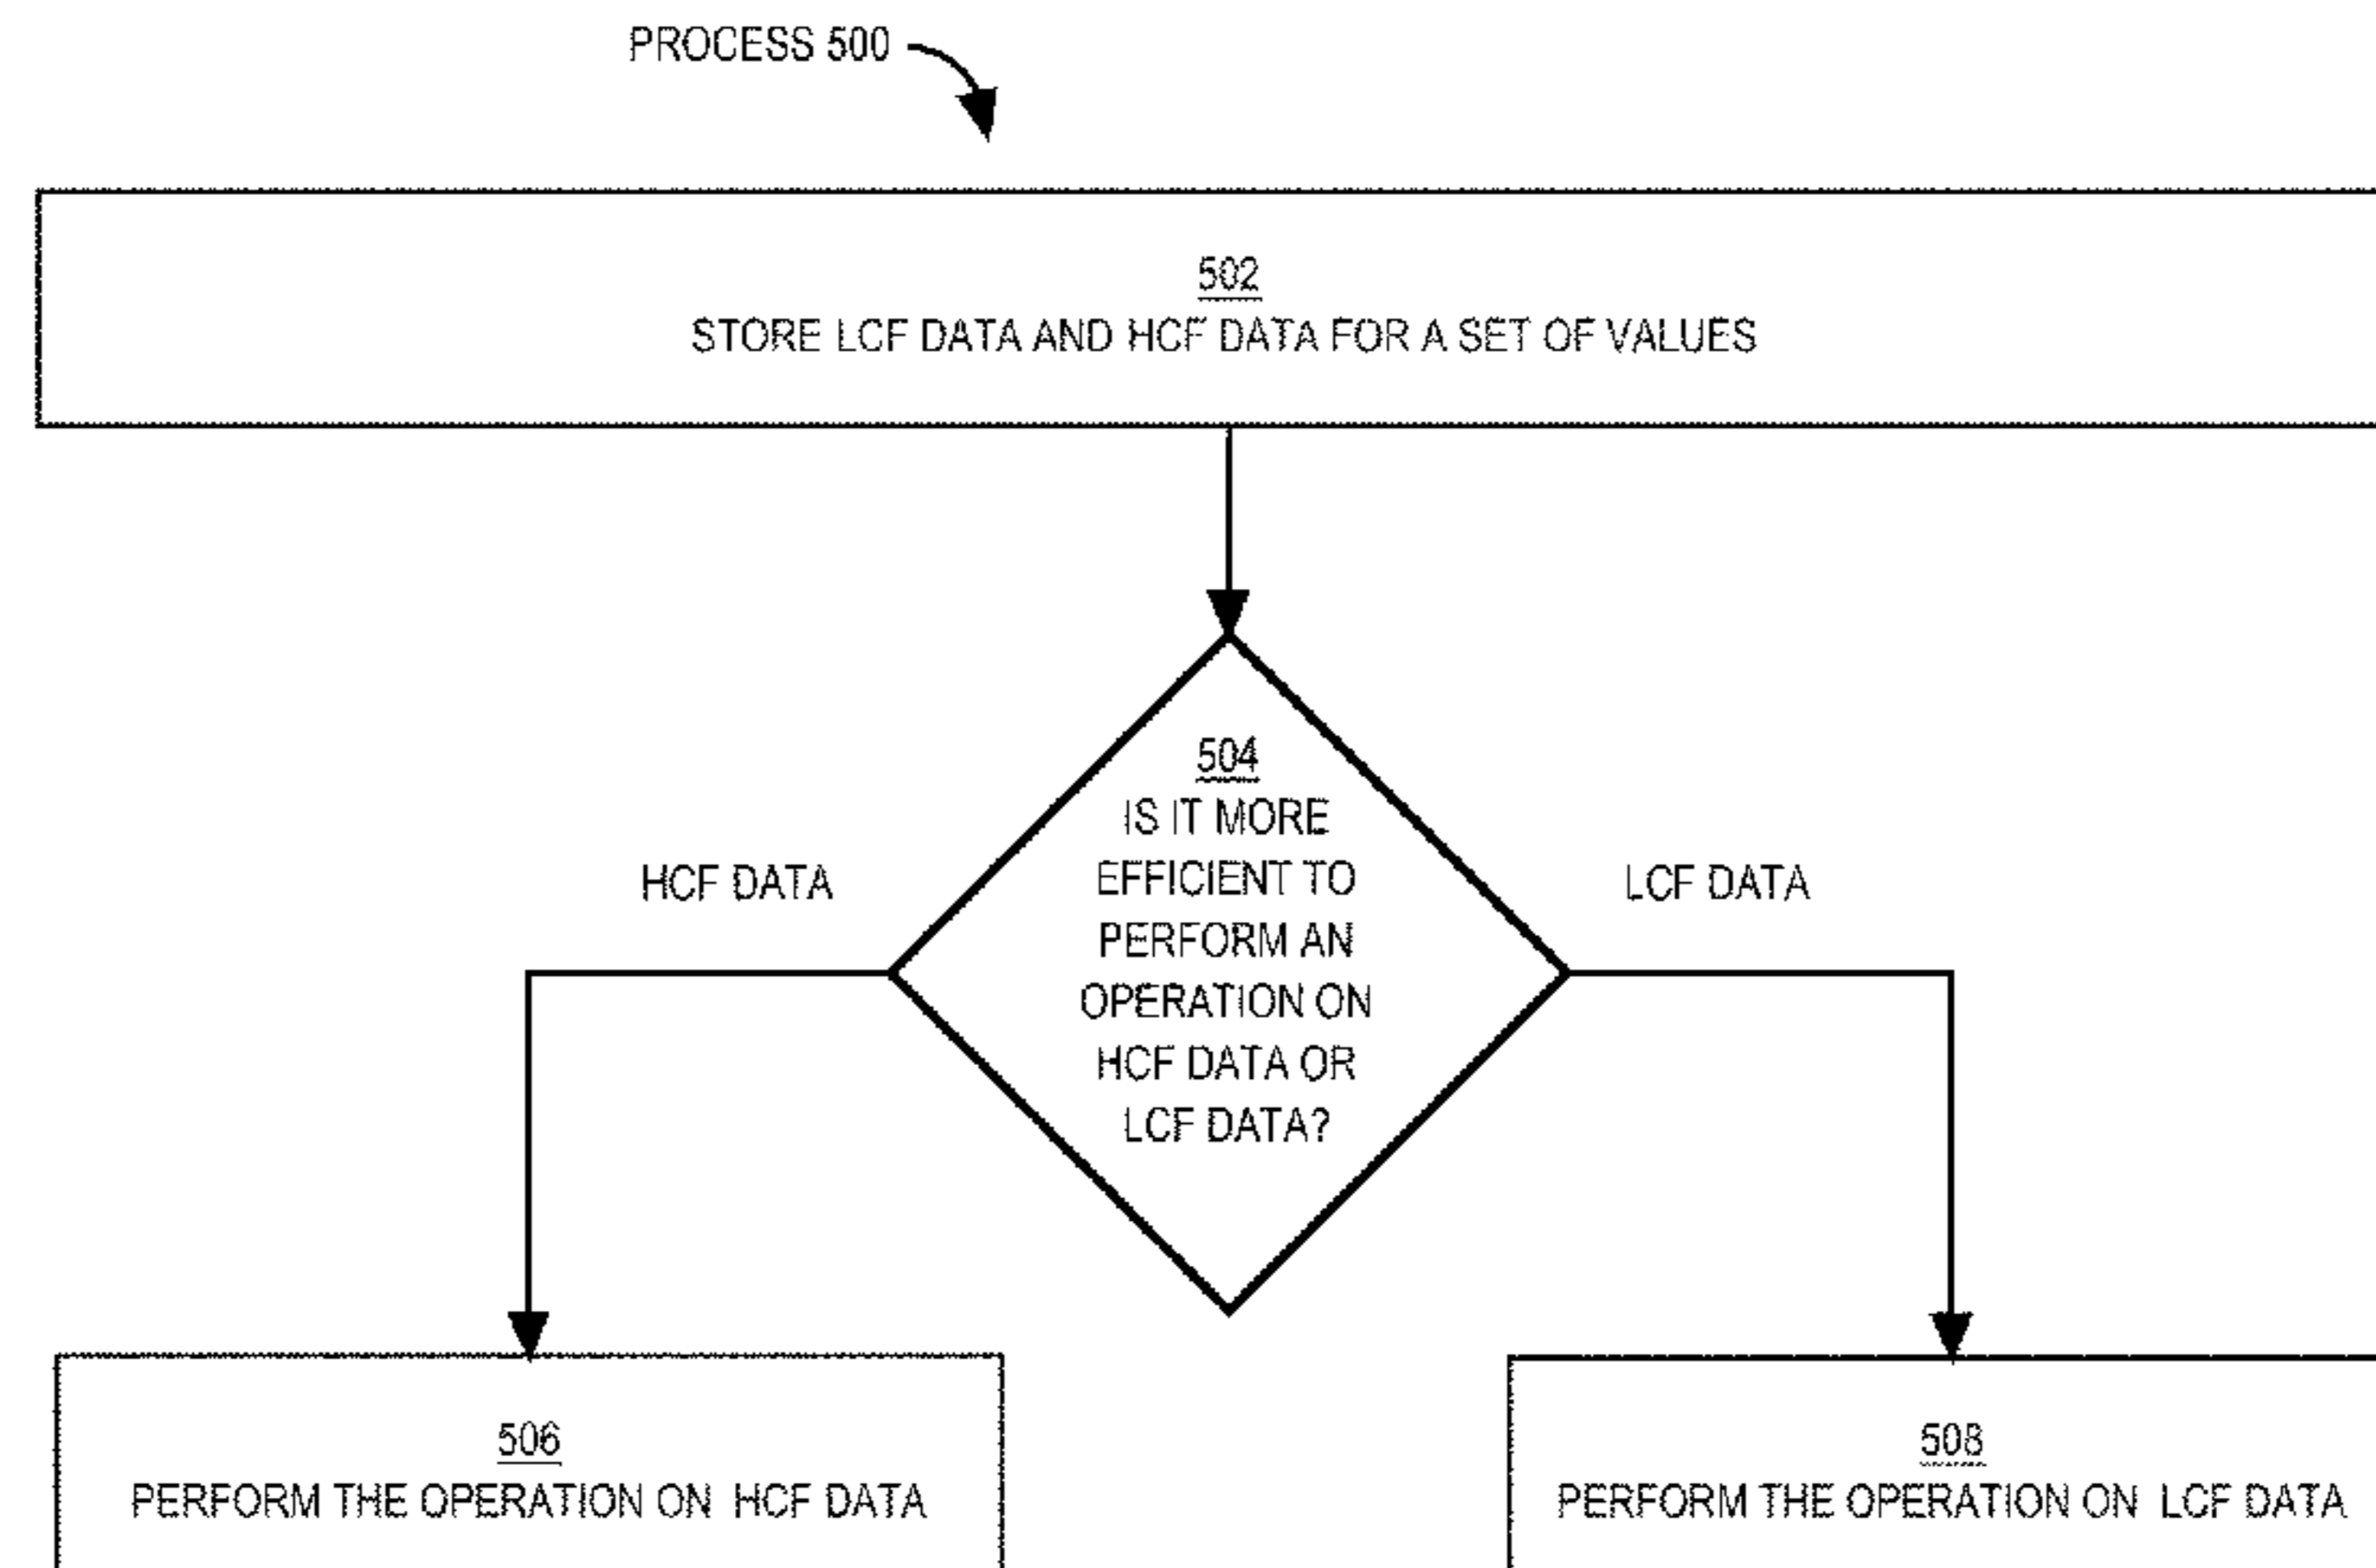 PROCESS 500
502
STORE LCF DATA AND HCF DATA FOR A SET OF VALUES
504
IS IT MORE
EFFICIENT TO
PERFORM AN
OPERATION ON
HCF DATA OR
LCF DATA?
HCF DATA
LCF DATA
506
PERFORM THE OPERATION ON HCF DATA
508
PERFORM THE OPERATION ON LCF DATA